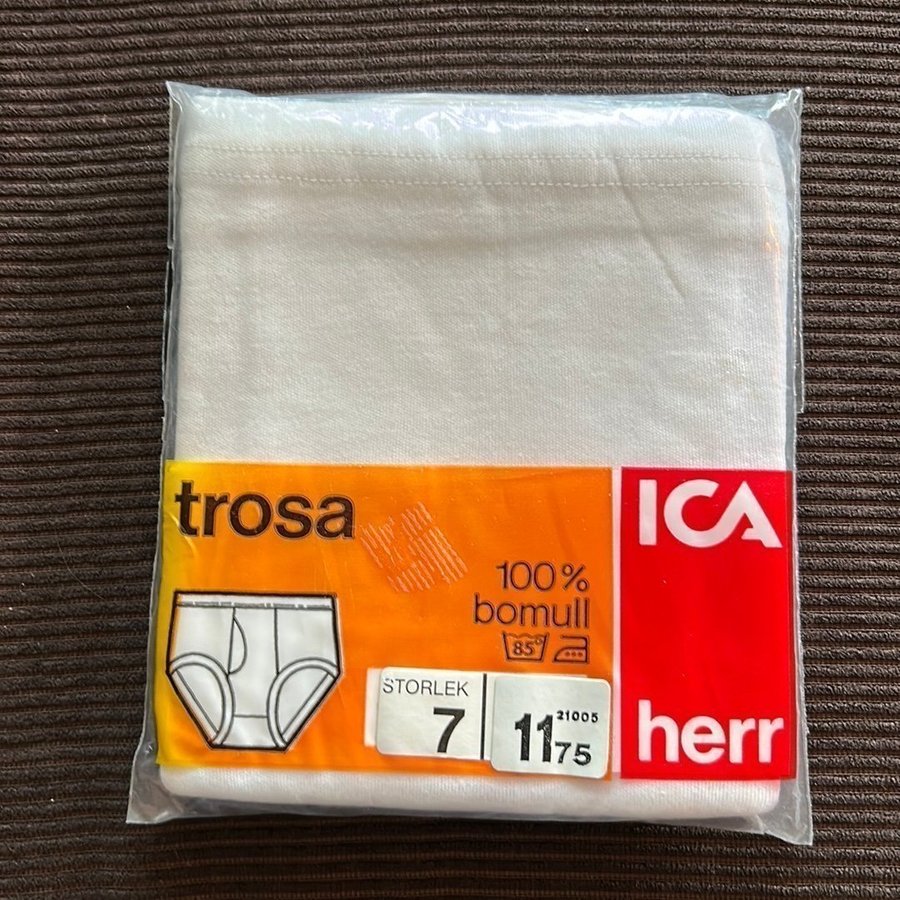 trosa
100%
bomull
85°
STORLEK
7
21005
11 75
ICA
herr